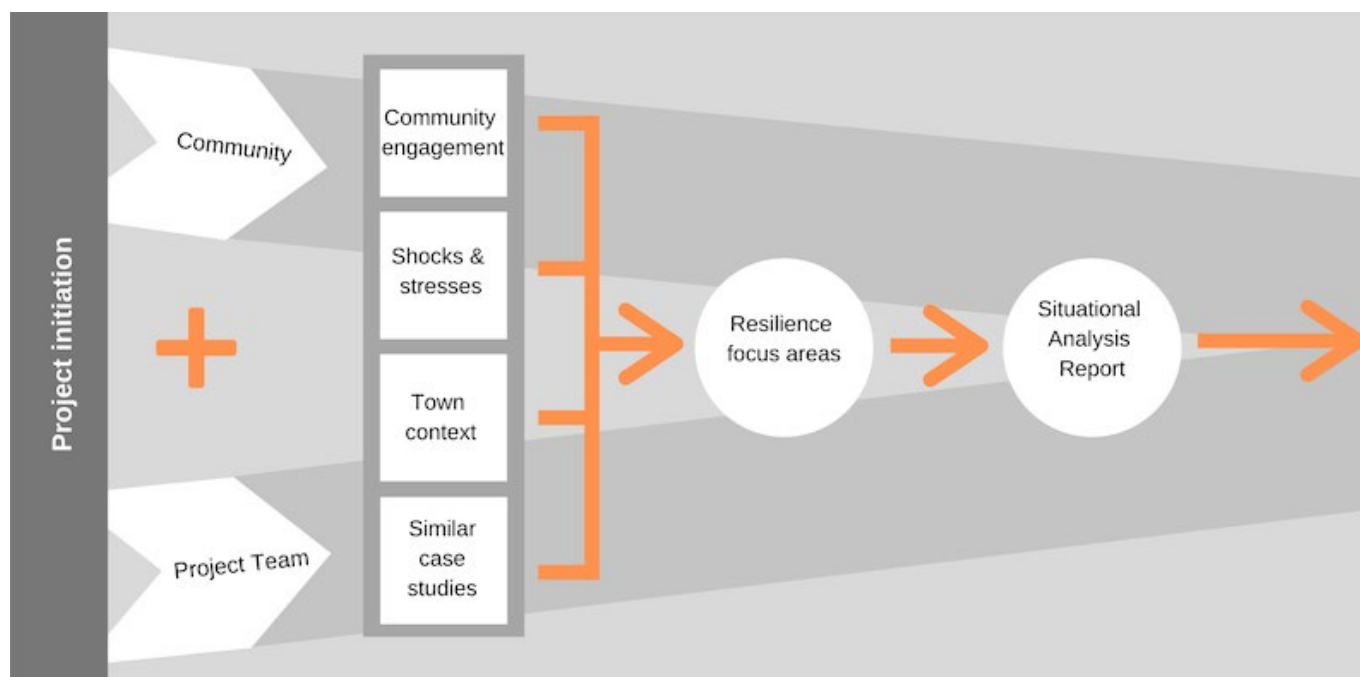 Project initiation
Community
Project Team
Community
engagement
Shocks &
stresses
Town
context
Similar
case
studies
Resilience
focus areas
Situational
Analysis
Report